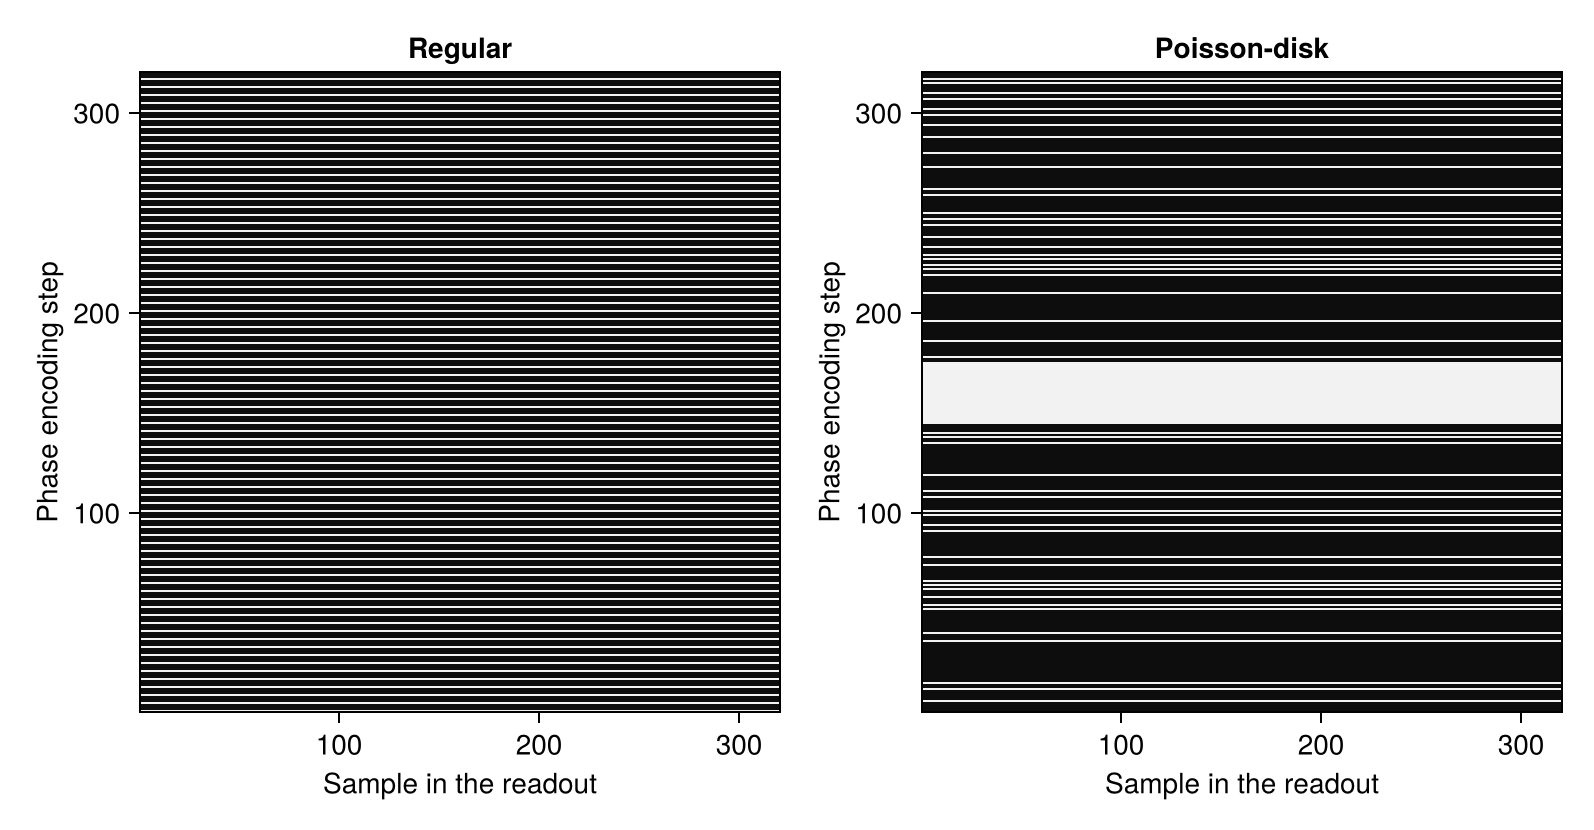 Regular
Phase encoding step
300
200
100
100 200 300
Sample in the readout
Poisson-disk
Phase encoding step
300
200
100
100 200 300
Sample in the readout